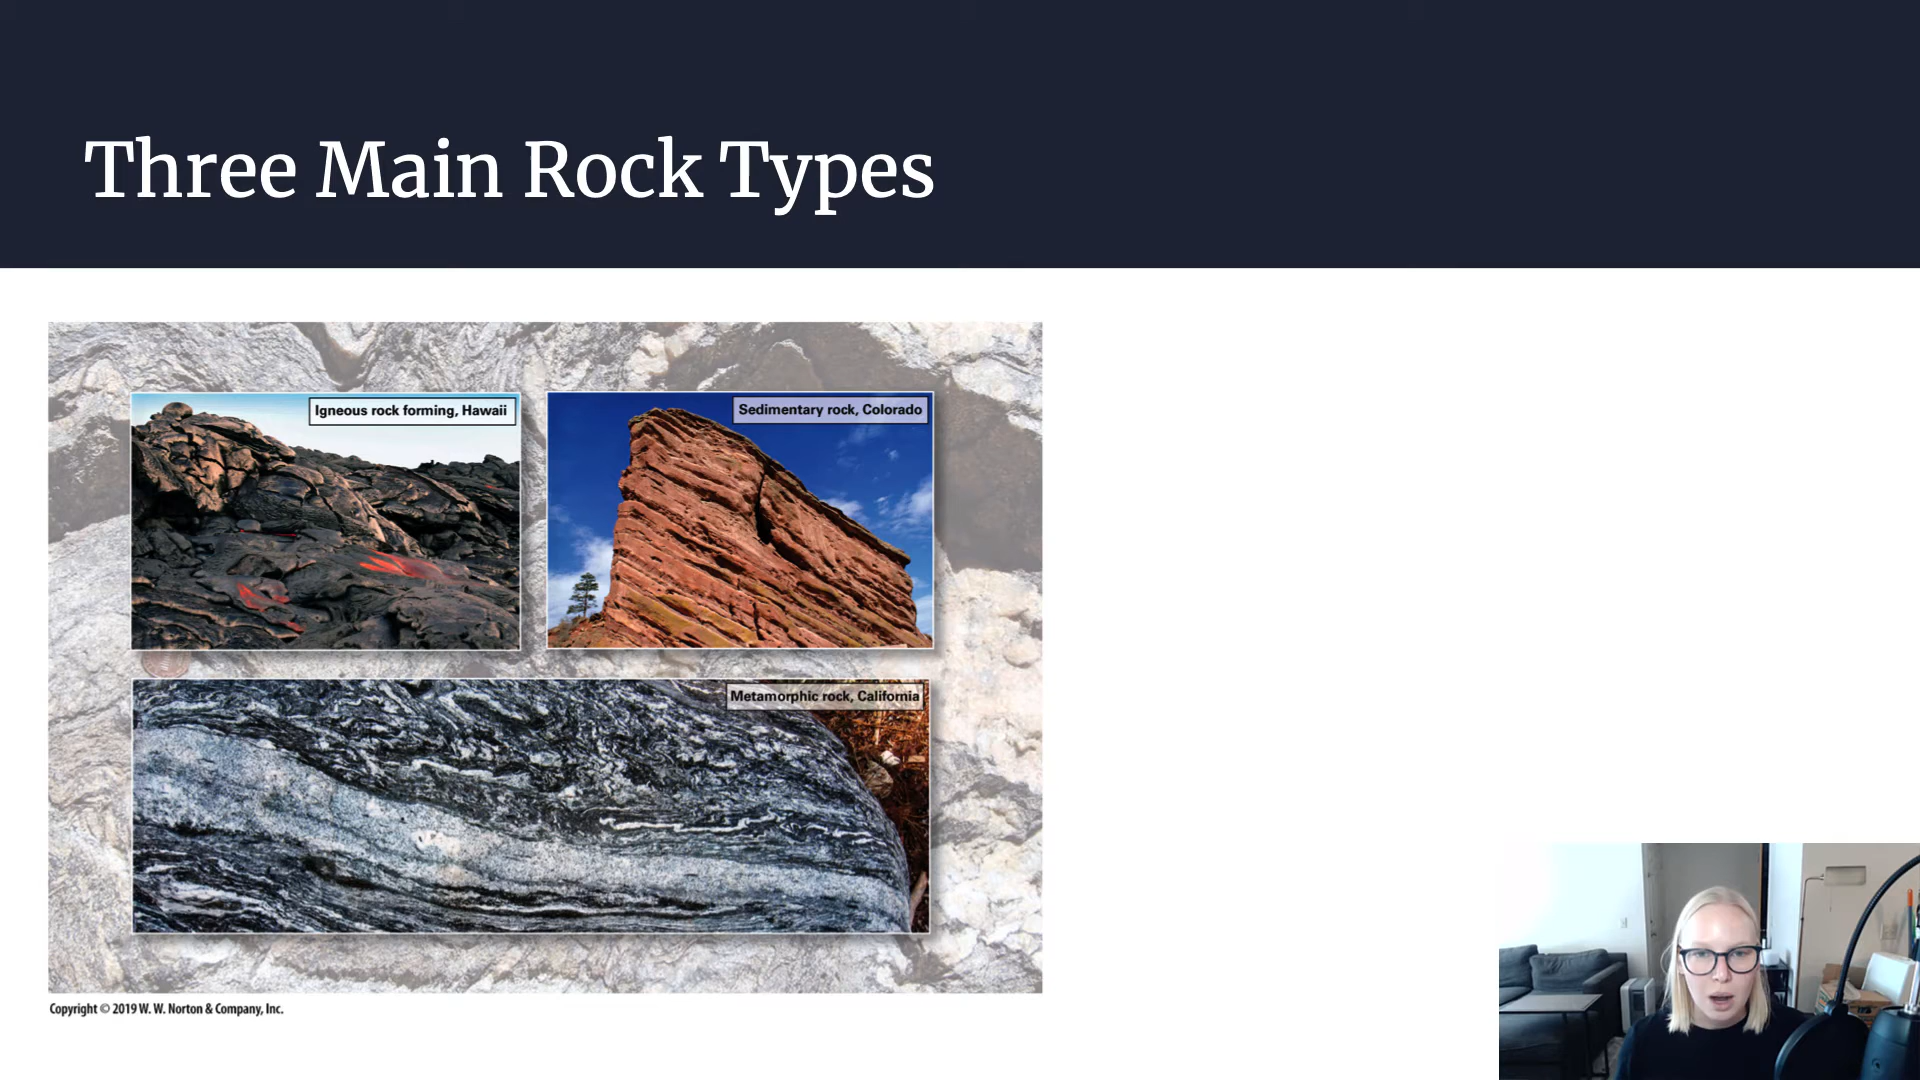 Three Main Rock Types
Igneous rock forming, Hawaii
Sedimentary rock, Colorado
Metamorphic rock, California
Copyright © 2019 W. W. Norton & Company, Inc.